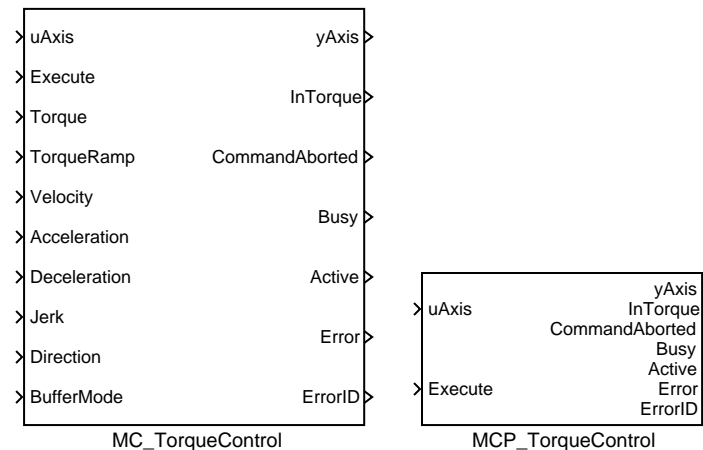 uAxis
Execute
Torque
TorqueRamp
Velocity
Acceleration
Deceleration
Jerk
Direction
BufferMode
yAxis
InTorque
CommandAborted
Busy
Active
Error
ErrorID
MC_TorqueControl
uAxis
Execute
yAxis
InTorque
CommandAborted
Busy
Active
Error
ErrorID
MCP_TorqueControl